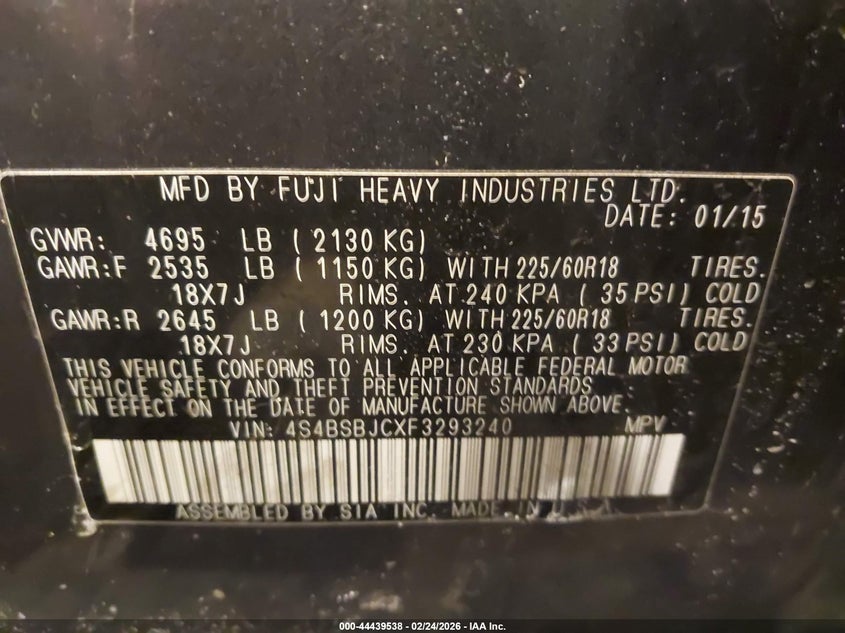 MFD BY FUJI HEAVY INDUSTRIES LTD.
DATE: 01/15
GVWR: 4695 LB ( 2130 KG)
GAWR:F 2535 LB ( 1150 KG) WITH 225/60R18 TIRES.
18X7J RIMS. AT 240 KPA ( 35 PSI) COLD
GAWR:R 2645 LB ( 1200 KG) WITH 225/60R18 TIRES.
18X7J RIMS. AT 230 KPA ( 33 PSI) COLD
THIS VEHICLE CONFORMS TO ALL APPLICABLE FEDERAL MOTOR
VEHICLE SAFETY AND THEFT PREVENTION STANDARDS
IN EFFECT ON THE DATE OF MANUFACTURE SHOWN ABOVE.
VIN: 4S4BSBJCXF3293240 MPV
ASSEMBLED BY SIA INC. MADE IN U.S.A.
000-44439538 - 02/24/2026 - IAA Inc.